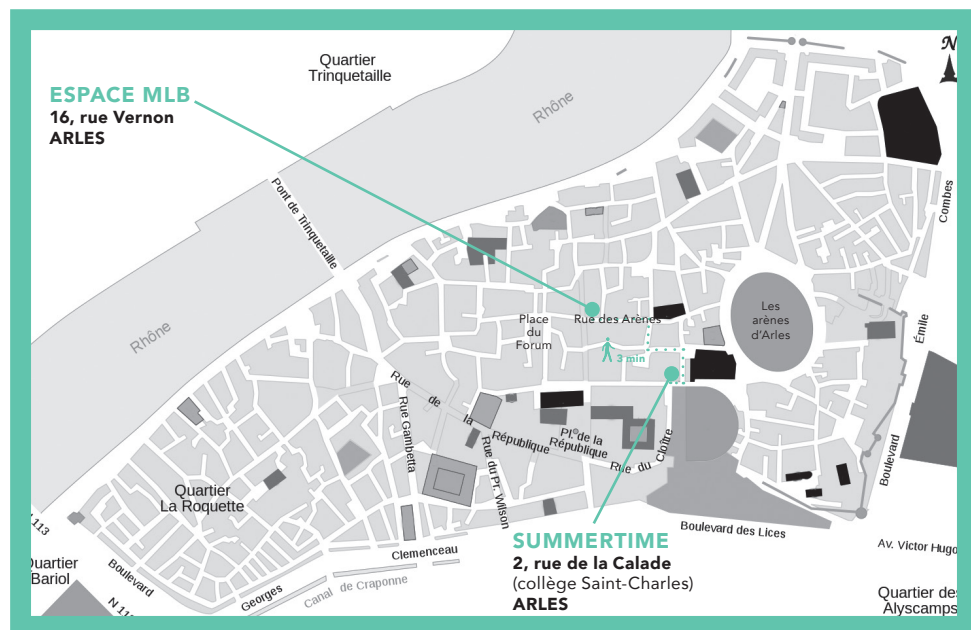 Quartier
Trinquetaille
N
ESPACE MLB
16, rue Vernon
ARLES
Rhône
Pont de Trinquetaille
Combes
Rhône
Place
du
Forum
Rue des Arènes
Les
arènes
d'Arles
Émile
3 min
Rue de la République
Rue Gambetta
Pl. de la
République
Rue du Cloître
Rue du Pr. Wilson
Boulevard
Quartier
La Roquette
113
Boulevard des Lices
SUMMERTIME
2, rue de la Calade
(collège Saint-Charles)
ARLES
Av. Victor Hugo
Clemenceau
Georges
Boulevard
Canal de Craponne
Quartier
Bariol
N 11
Quartier des
Alyscamps